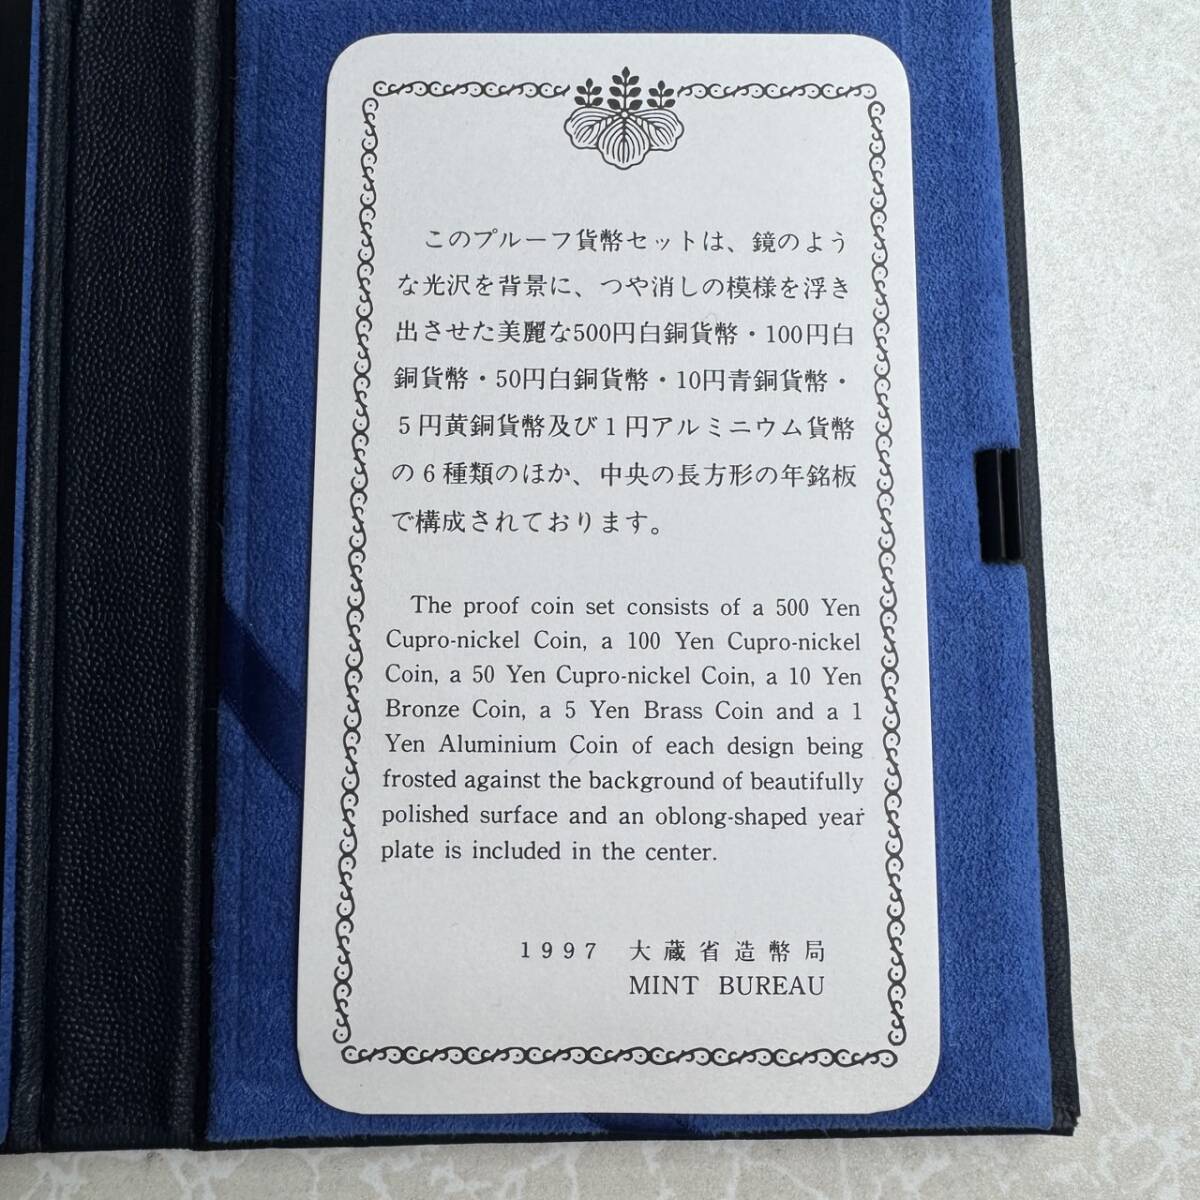 このプルーフ貨幣セットは、鏡のよう
な光沢を背景に、つや消しの模様を浮き
出させた美麗な500円白銅貨幣・100円白
銅貨幣・50円白銅貨幣・10円青銅貨幣・
5円黄銅貨幣及び1円アルミニウム貨幣
の6種類のほか、中央の長方形の年銘板
で構成されております。
The proof coin set consists of a 500 Yen
Cupro-nickel Coin, a 100 Yen Cupro-nickel
Coin, a 50 Yen Cupro-nickel Coin, a 10 Yen
Bronze Coin, a 5 Yen Brass Coin and a 1
Yen Aluminium Coin of each design being
frosted against the background of beautifully
polished surface and an oblong-shaped year
plate is included in the center.
1997 大蔵省造幣局
MINT BUREAU